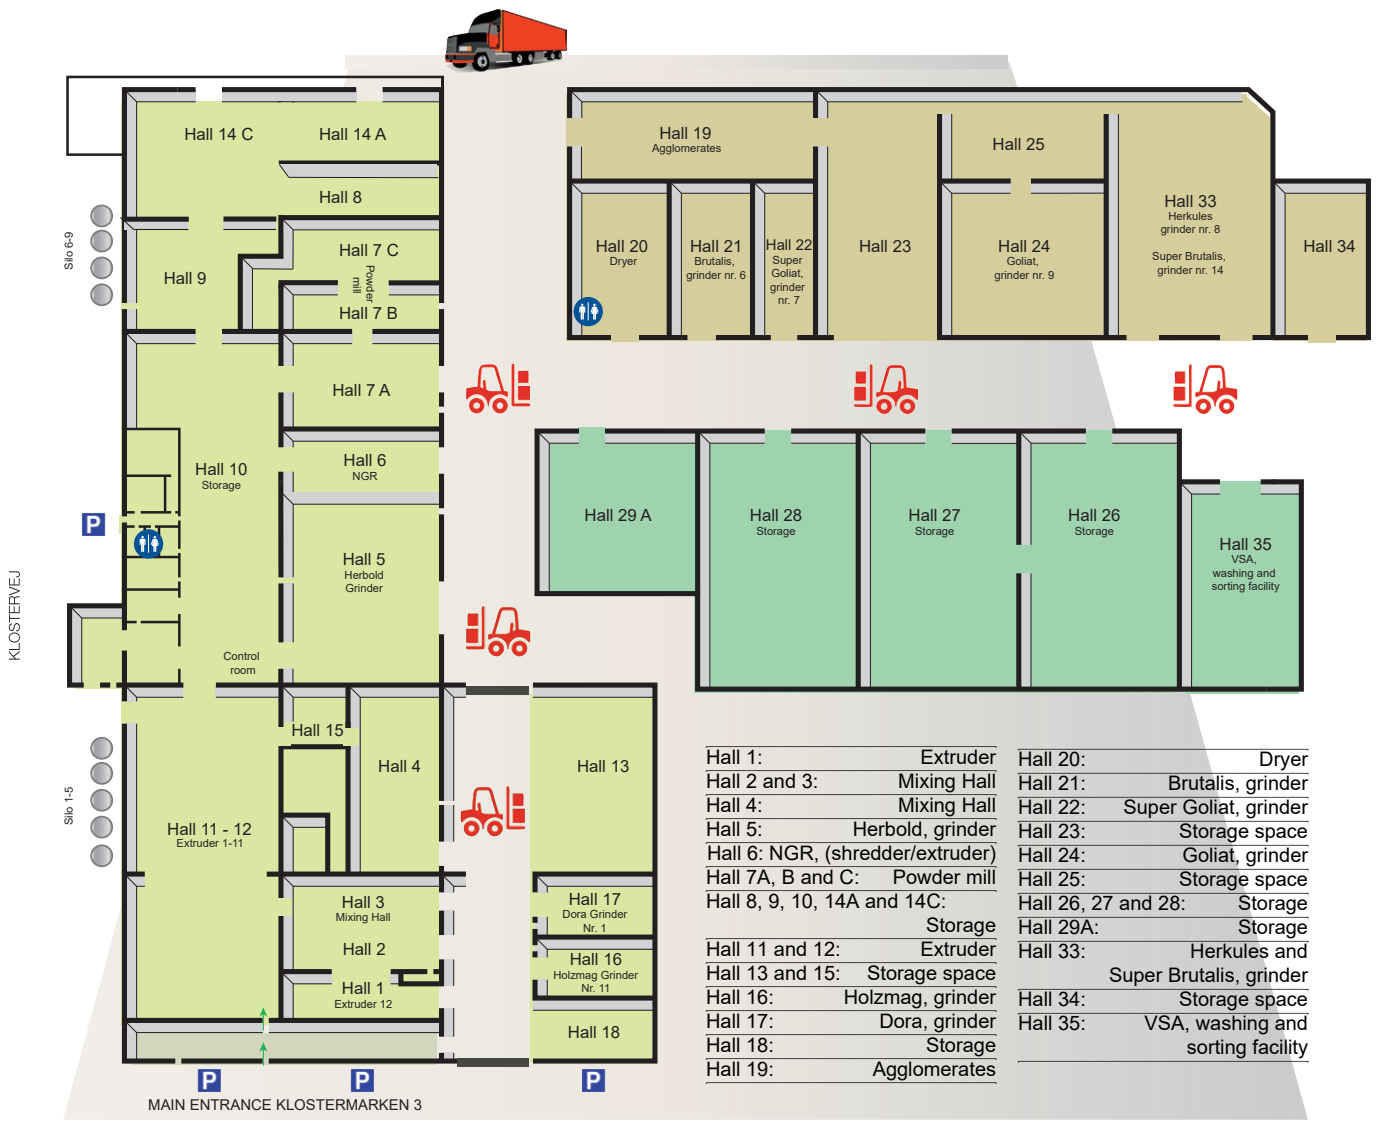 Hall 14 C
Hall 14 A
Hall 8
Hall 7 C
Hall 9
Powder
mill
Hall 7 B
Hall 7 A
Silo 6-9
Hall 6
NGR
Hall 10
Storage
P
Hall 5
Herbold
Grinder
KLOSTERVEJ
Control
room
Hall 15
Hall 4
Hall 13
Silo 1-5
Hall 11 - 12
Extruder 1-11
Hall 3
Mixing Hall
Hall 2
Hall 1
Extruder 12
Hall 17
Dora Grinder
Nr. 1
Hall 16
Holzmag Grinder
Nr. 11
Hall 18
P
P
P
MAIN ENTRANCE KLOSTERMARKEN 3
Hall 19
Agglomerates
Hall 25
Hall 20
Dryer
Hall 21
Brutalis,
grinder nr. 6
Hall 22
Super
Goliat,
grinder
nr. 7
Hall 23
Hall 24
Goliat,
grinder nr. 9
Hall 33
Herkules
grinder nr. 8
Super Brutalis,
grinder nr. 14
Hall 34
Hall 29 A
Hall 28
Storage
Hall 27
Storage
Hall 26
Storage
Hall 35
VSA,
washing and
sorting facility
Hall 1: Extruder
Hall 2 and 3: Mixing Hall
Hall 4: Mixing Hall
Hall 5: Herbold, grinder
Hall 6: NGR, (shredder/extruder)
Hall 7A, B and C: Powder mill
Hall 8, 9, 10, 14A and 14C:
Storage
Hall 11 and 12: Extruder
Hall 13 and 15: Storage space
Hall 16: Holzmag, grinder
Hall 17: Dora, grinder
Hall 18: Storage
Hall 19: Agglomerates
Hall 20: Dryer
Hall 21: Brutalis, grinder
Hall 22: Super Goliat, grinder
Hall 23: Storage space
Hall 24: Goliat, grinder
Hall 25: Storage space
Hall 26, 27 and 28: Storage
Hall 29A: Storage
Hall 33: Herkules and
Super Brutalis, grinder
Hall 34: Storage space
Hall 35: VSA, washing and
sorting facility